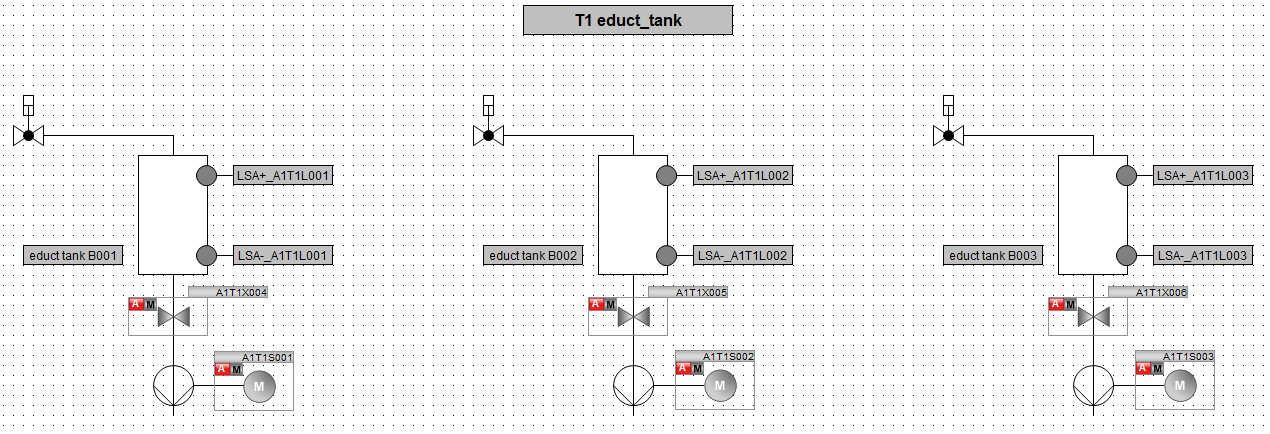 T1 educt_tank
LSA+_A1T1L001
LSA+_A1T1L002
LSA+_A1T1L003
educt tank B001
LSA-_A1T1L001
educt tank B002
LSA-_A1T1L002
educt tank B003
LSA-_A1T1L003
A1T1X004
A M
A1T1X005
A M
A1T1X006
A M
A1T1S001
A M
M
A1T1S002
A M
M
A1T1S003
A M
M